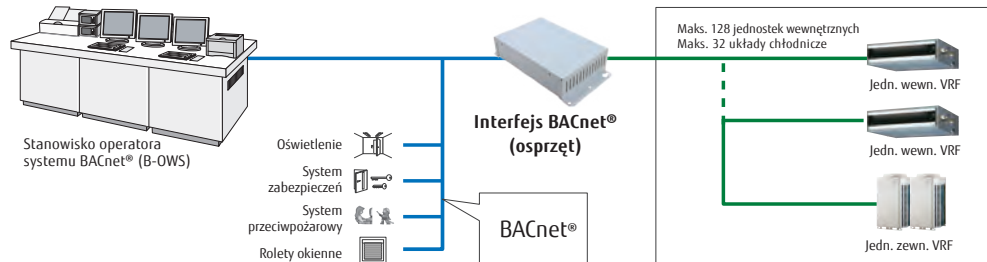 Maks. 128 jednostek wewnętrznych
Maks. 32 układy chłodnicze
Jedn. wewn. VRF
Interfejs BACnet®
(osprzęt)
Stanowisko operatora
systemu BACnet® (B-OWS)
Oświetlenie
Jedn. wewn. VRF
System
zabezpieczeń
System
przeciwpożarowy
BACnet®
Rolety okienne
Jedn. zewn. VRF